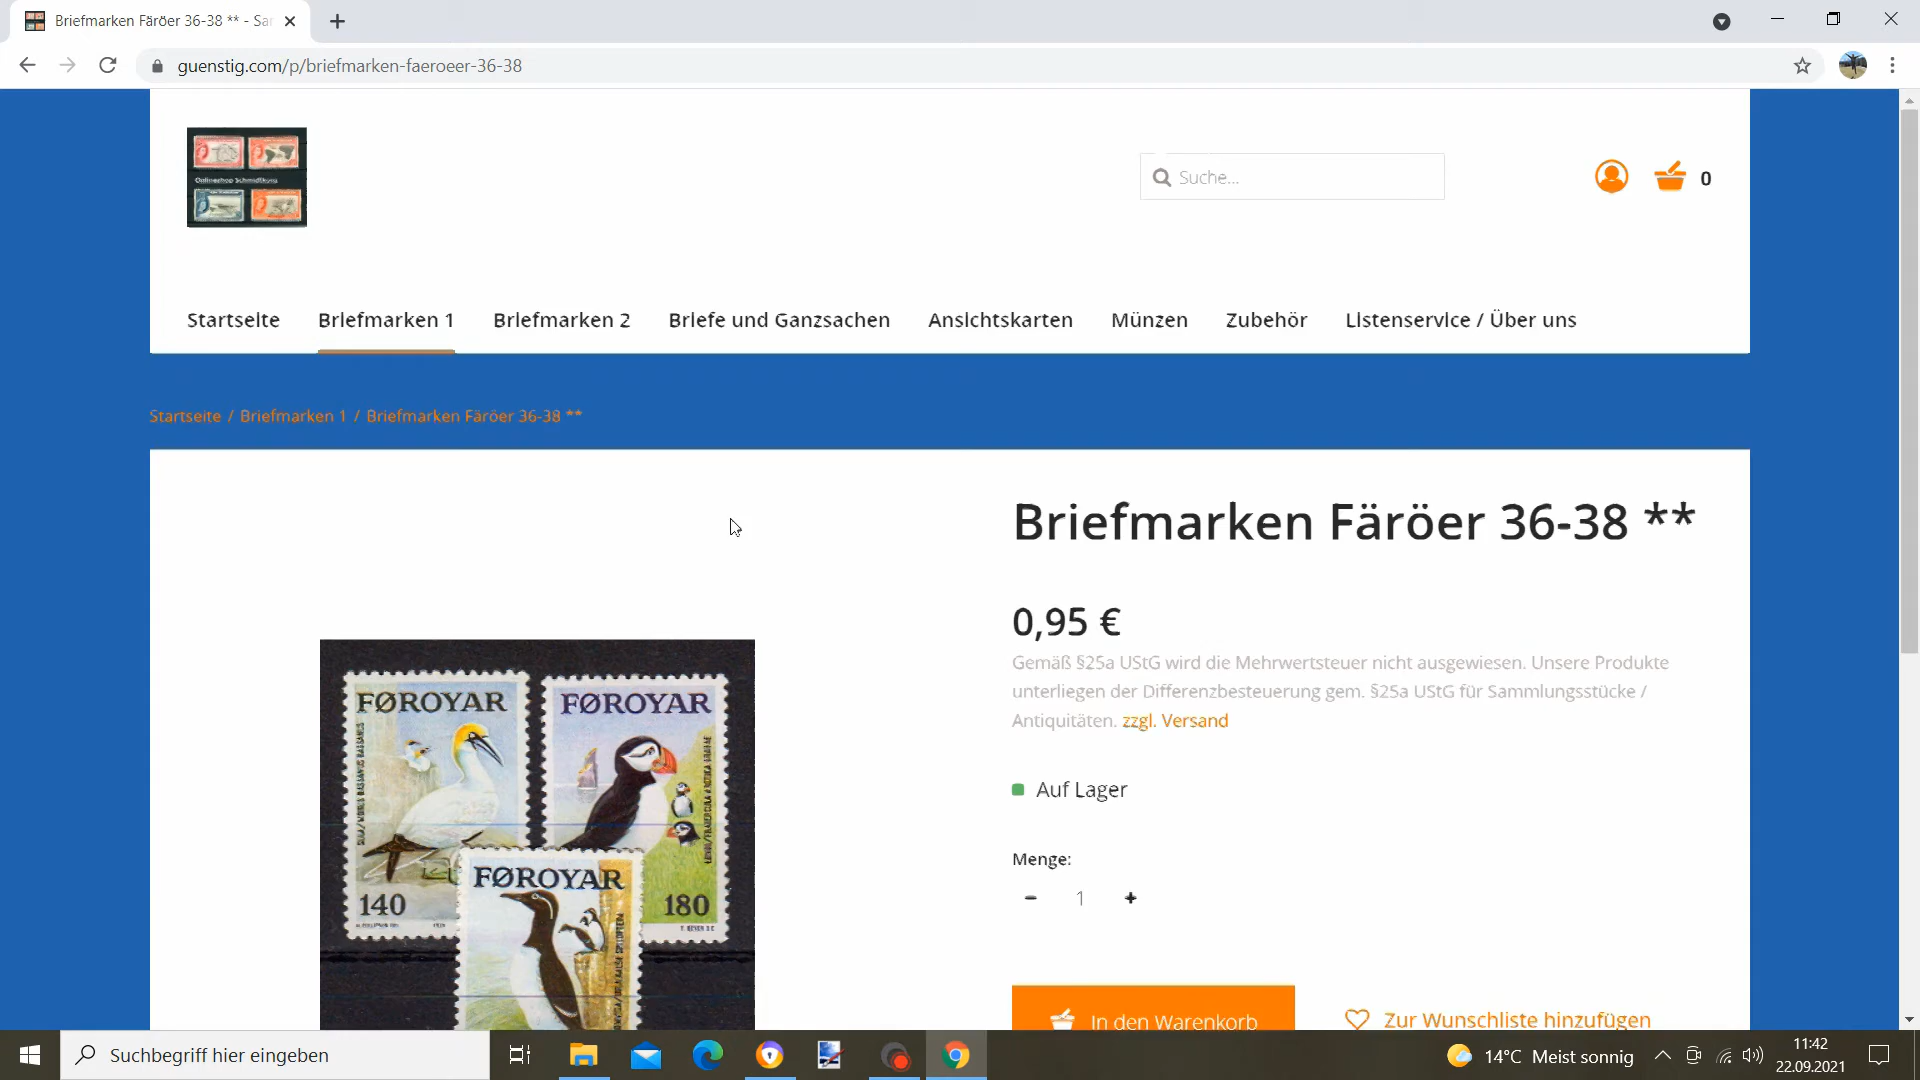 Briefmarken Färöer 36-38 ** - Sa
guenstig.com/p/briefmarken-faeroeer-36-38
Onlineshop Schmidtkonz
Suche...
0
Startseite
Briefmarken 1
Briefmarken 2
Briefe und Ganzsachen
Ansichtskarten
Münzen
Zubehör
Listenservice / Über uns
Startseite / Briefmarken 1 / Briefmarken Färöer 36-38 **
Briefmarken Färöer 36-38 **
0,95 €
Gemäß §25a UStG wird die Mehrwertsteuer nicht ausgewiesen. Unsere Produkte
unterliegen der Differenzbesteuerung gem. §25a UStG für Sammlungsstücke /
Antiquitäten. zzgl. Versand
Auf Lager
Menge:
- 1 +
In den Warenkorb
Zur Wunschliste hinzufügen
FØROYAR
140
FØROYAR
180
FØROYAR
Suchbegriff hier eingeben
14°C Meist sonnig
11:42
22.09.2021